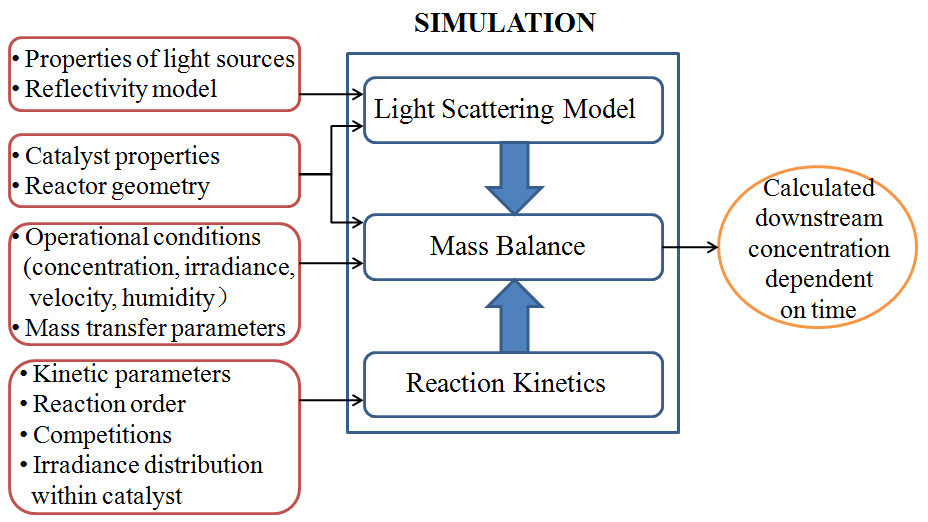 SIMULATION
• Properties of light sources
• Reflectivity model
• Catalyst properties
• Reactor geometry
• Operational conditions
(concentration, irradiance,
velocity, humidity）
• Mass transfer parameters
• Kinetic parameters
• Reaction order
• Competitions
• Irradiance distribution
within catalyst
Light Scattering Model
Mass Balance
Reaction Kinetics
Calculated
downstream
concentration
dependent
on time